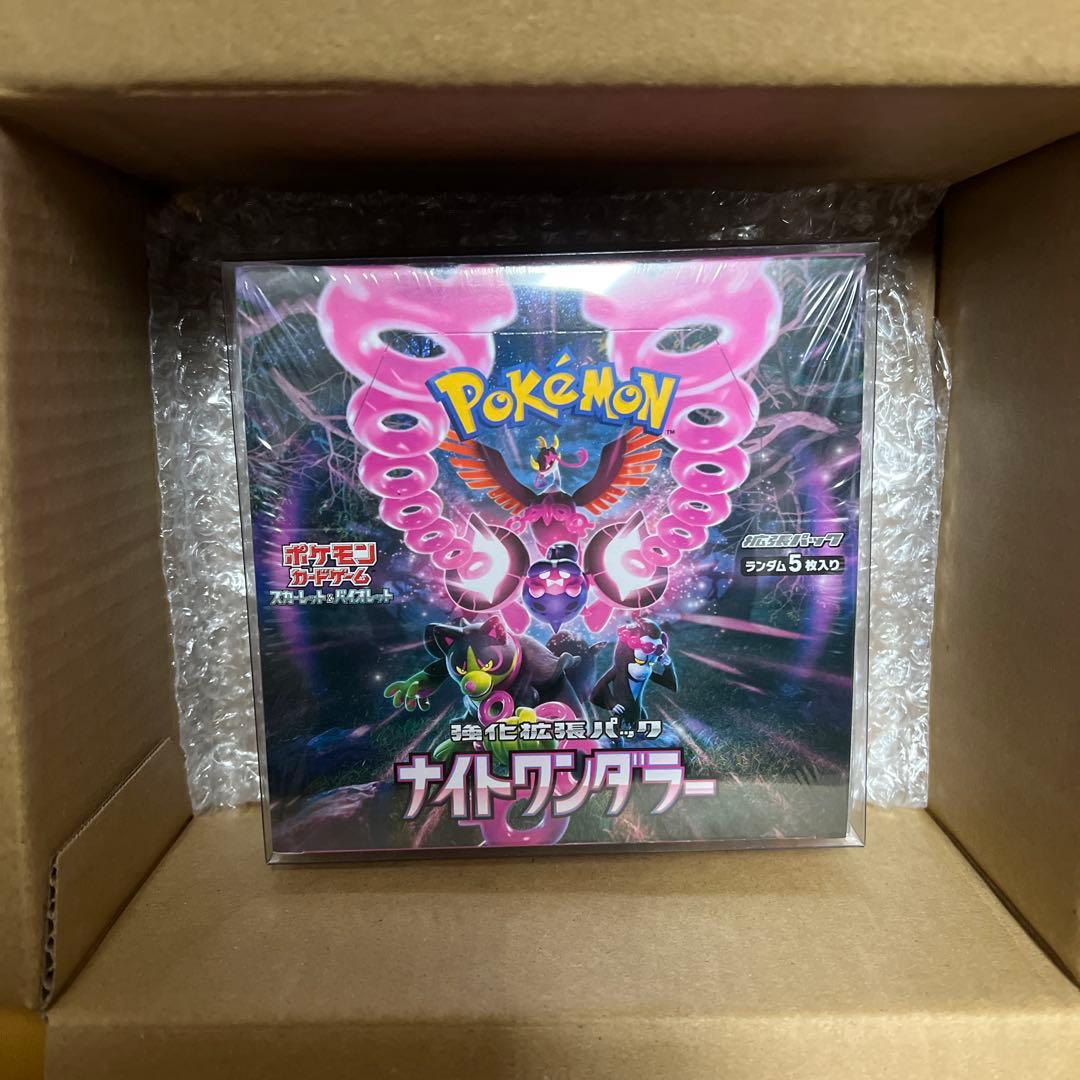 POKéMON
TM
ポケモン
カードゲーム
スカーレット&バイオレット
拡張パック
ランダム5枚入り
強化拡張パック
ナイトワンダラー